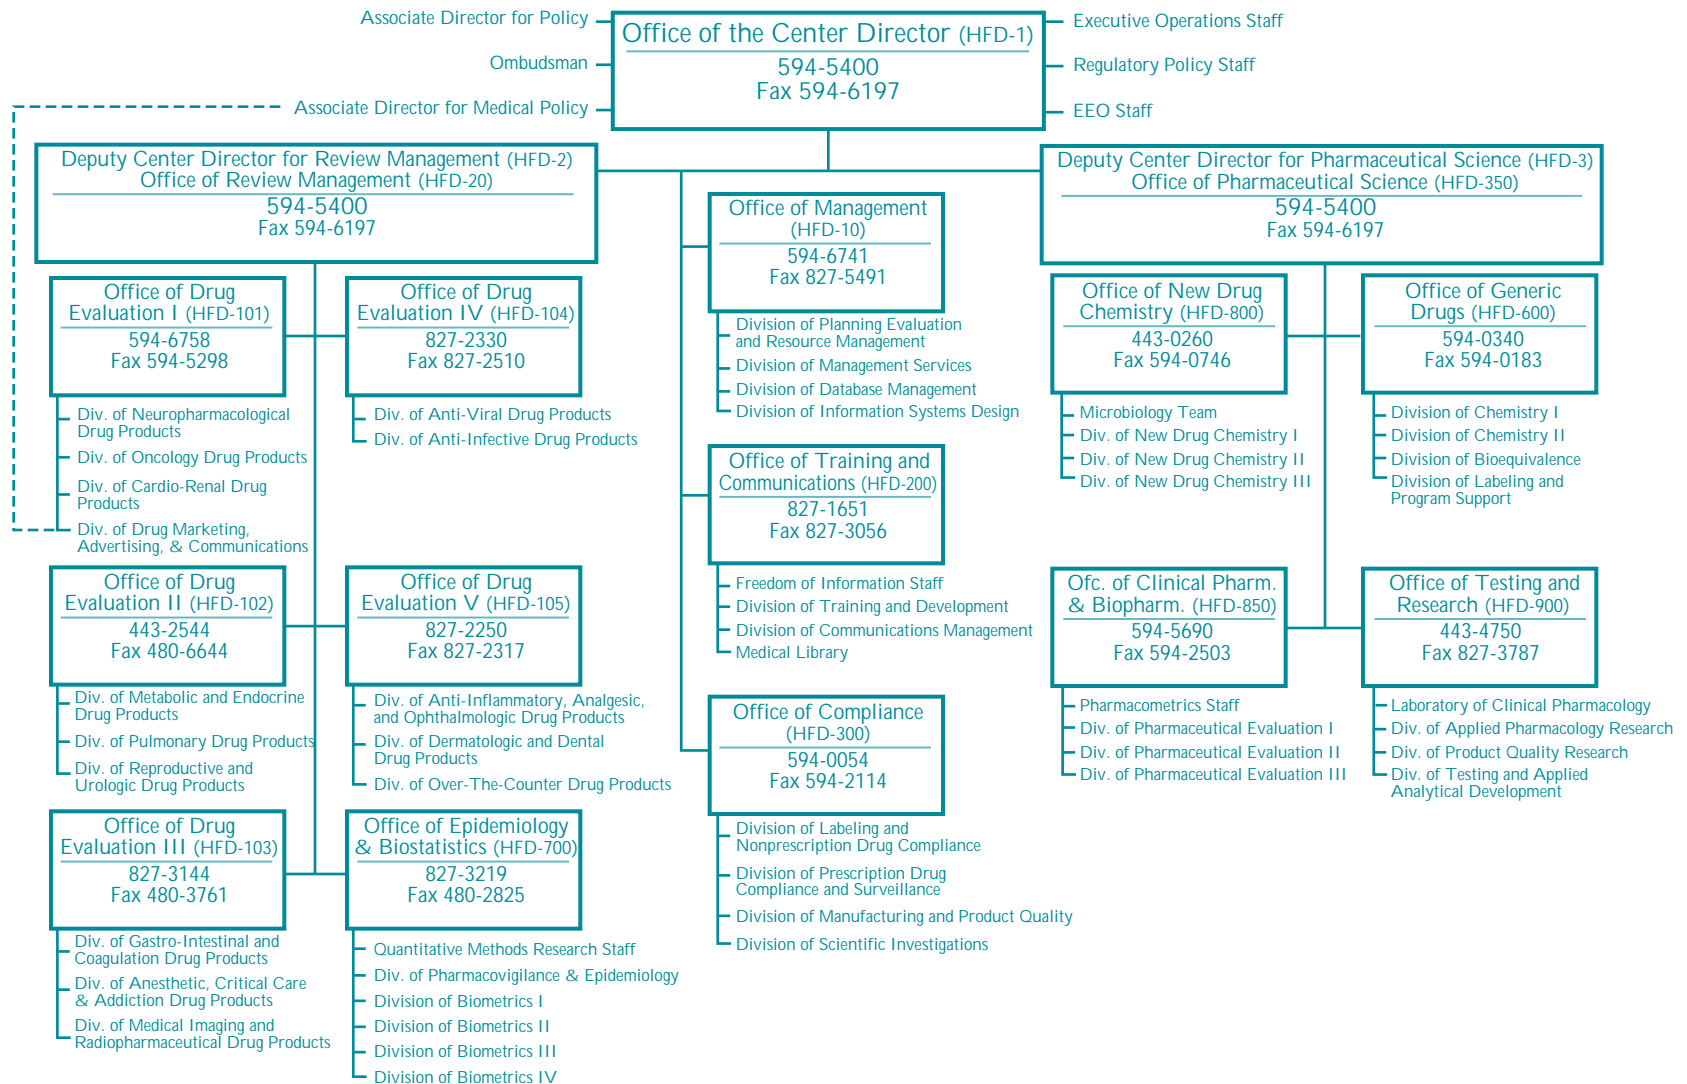 Associate Director for Policy
Ombudsman
Associate Director for Medical Policy
Office of the Center Director (HFD-1)
594-5400
Fax 594-6197
Executive Operations Staff
Regulatory Policy Staff
EEO Staff
Deputy Center Director for Review Management (HFD-2)
Office of Review Management (HFD-20)
594-5400
Fax 594-6197
Office of Drug
Evaluation I (HFD-101)
594-6758
Fax 594-5298
Div. of Neuropharmacological
Drug Products
Div. of Oncology Drug Products
Div. of Cardio-Renal Drug
Products
Div. of Drug Marketing,
Advertising, & Communications
Office of Drug
Evaluation IV (HFD-104)
827-2330
Fax 827-2510
Div. of Anti-Viral Drug Products
Div. of Anti-Infective Drug Products
Office of Drug
Evaluation II (HFD-102)
443-2544
Fax 480-6644
Div. of Metabolic and Endocrine
Drug Products
Div. of Pulmonary Drug Products
Div. of Reproductive and
Urologic Drug Products
Office of Drug
Evaluation V (HFD-105)
827-2250
Fax 827-2317
Div. of Anti-Inflammatory, Analgesic,
and Ophthalmologic Drug Products
Div. of Dermatologic and Dental
Drug Products
Div. of Over-The-Counter Drug Products
Office of Drug
Evaluation III (HFD-103)
827-3144
Fax 480-3761
Div. of Gastro-Intestinal and
Coagulation Drug Products
Div. of Anesthetic, Critical Care
& Addiction Drug Products
Div. of Medical Imaging and
Radiopharmaceutical Drug Products
Office of Epidemiology
& Biostatistics (HFD-700)
827-3219
Fax 480-2825
Quantitative Methods Research Staff
Div. of Pharmacovigilance & Epidemiology
Division of Biometrics I
Division of Biometrics II
Division of Biometrics III
Division of Biometrics IV
Office of Management
(HFD-10)
594-6741
Fax 827-5491
Division of Planning Evaluation
and Resource Management
Division of Management Services
Division of Database Management
Division of Information Systems Design
Office of Training and
Communications (HFD-200)
827-1651
Fax 827-3056
Freedom of Information Staff
Division of Training and Development
Division of Communications Management
Medical Library
Office of Compliance
(HFD-300)
594-0054
Fax 594-2114
Division of Labeling and
Nonprescription Drug Compliance
Division of Prescription Drug
Compliance and Surveillance
Division of Manufacturing and Product Quality
Division of Scientific Investigations
Deputy Center Director for Pharmaceutical Science (HFD-3)
Office of Pharmaceutical Science (HFD-350)
594-5400
Fax 594-6197
Office of New Drug
Chemistry (HFD-800)
443-0260
Fax 594-0746
Microbiology Team
Div. of New Drug Chemistry I
Div. of New Drug Chemistry II
Div. of New Drug Chemistry III
Office of Generic
Drugs (HFD-600)
594-0340
Fax 594-0183
Division of Chemistry I
Division of Chemistry II
Division of Bioequivalence
Division of Labeling and
Program Support
Ofc. of Clinical Pharm.
& Biopharm. (HFD-850)
594-5690
Fax 594-2503
Pharmacometrics Staff
Div. of Pharmaceutical Evaluation I
Div. of Pharmaceutical Evaluation II
Div. of Pharmaceutical Evaluation III
Office of Testing and
Research (HFD-900)
443-4750
Fax 827-3787
Laboratory of Clinical Pharmacology
Div. of Applied Pharmacology Research
Div. of Product Quality Research
Div. of Testing and Applied
Analytical Development